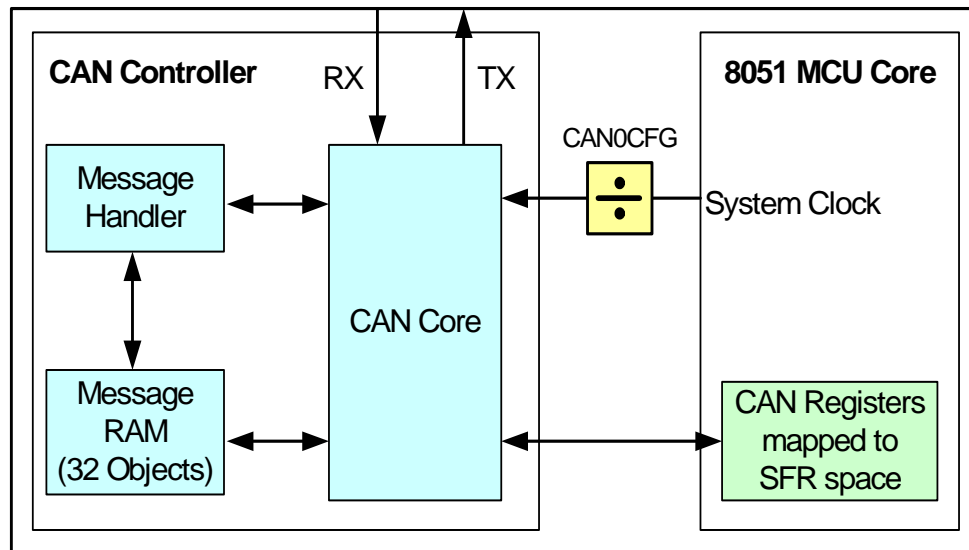 CAN Controller
RX
TX
8051 MCU Core
CAN0CFG
Message
Handler
÷
System Clock
CAN Core
Message
RAM
(32 Objects)
CAN Registers
mapped to
SFR space